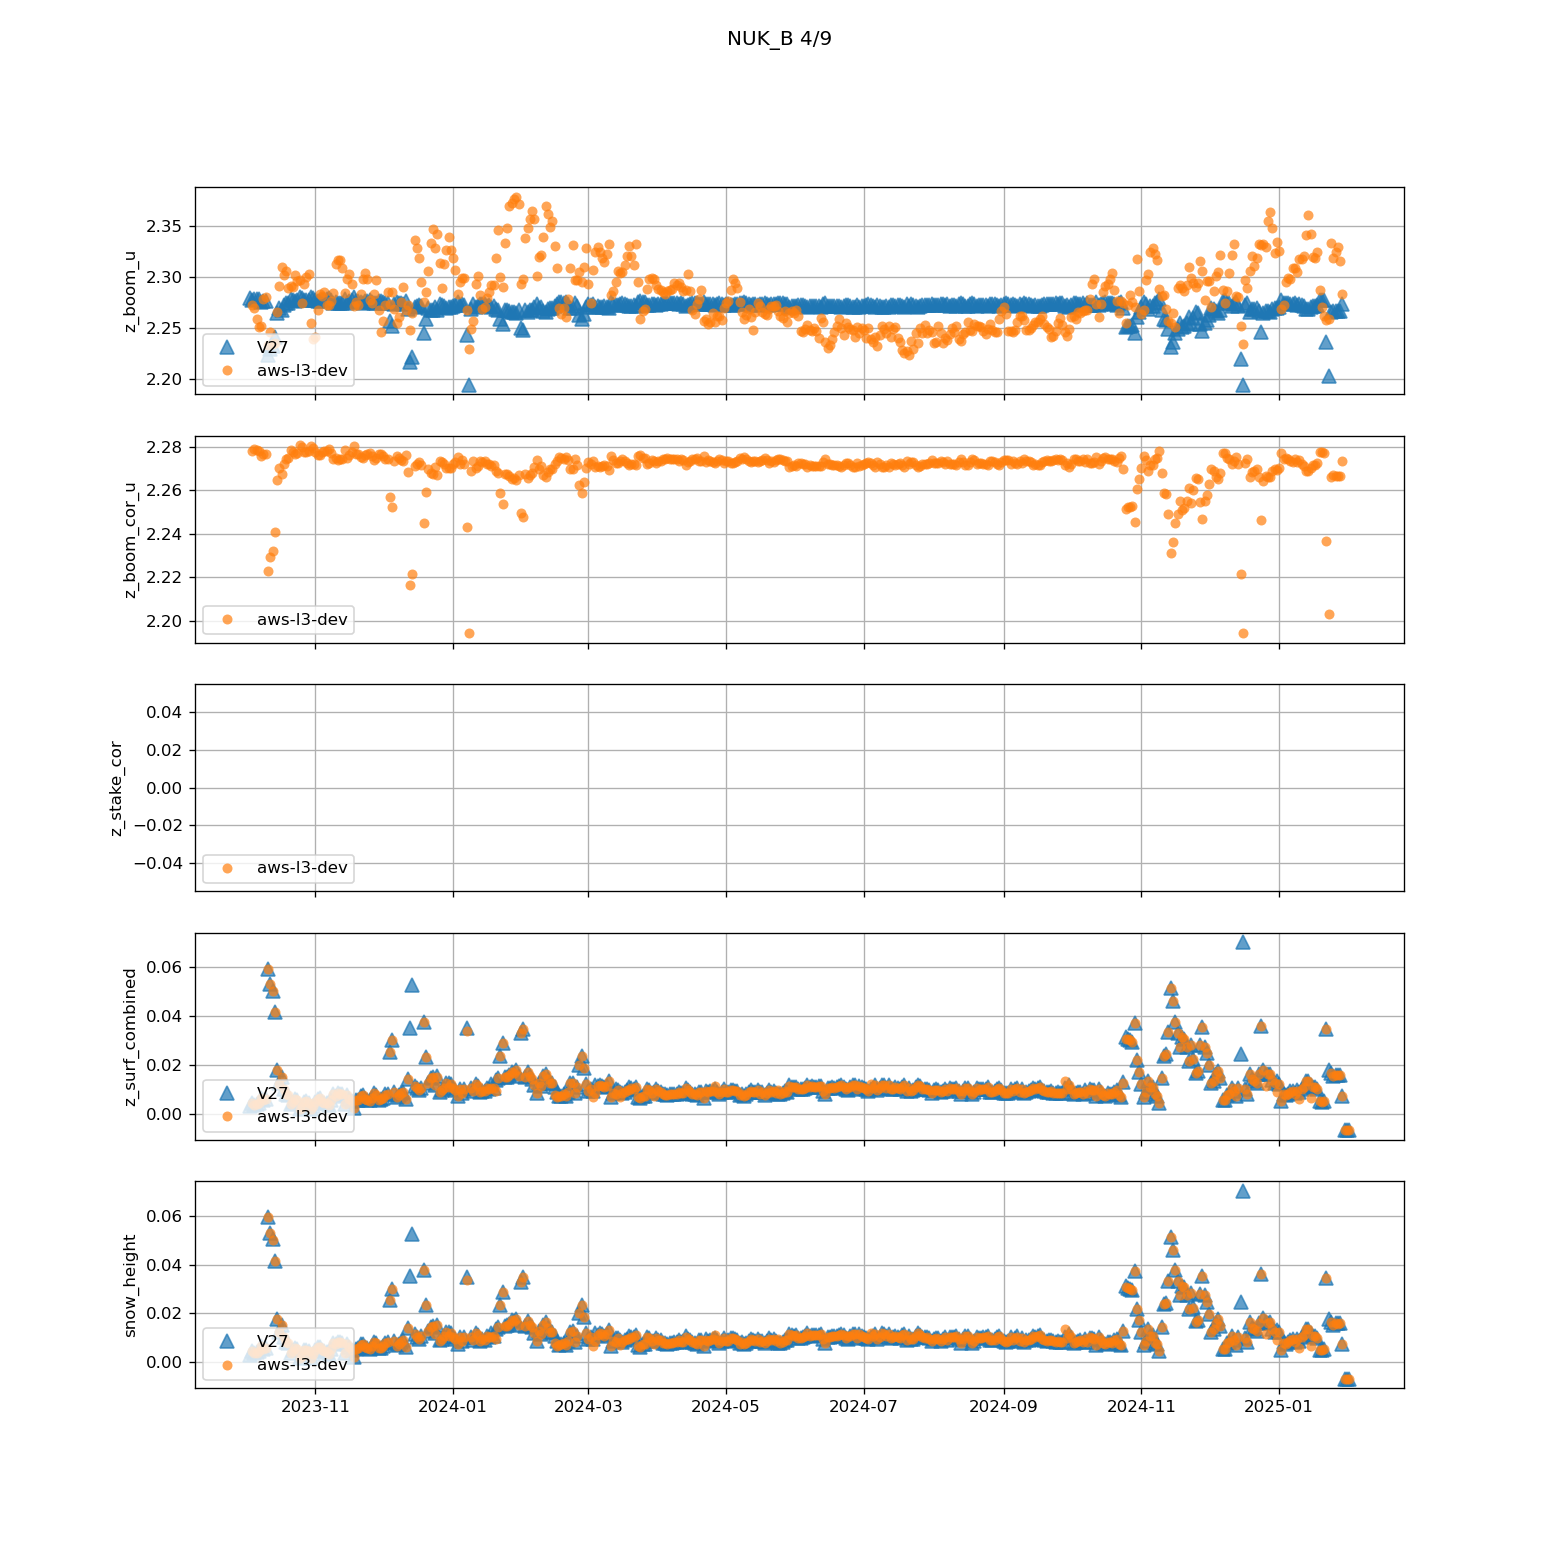 NUK_B 4/9
z_boom_u
2.35
2.30
2.25
2.20
V27
aws-l3-dev
z_boom_cor_u
2.28
2.26
2.24
2.22
2.20
aws-l3-dev
z_stake_cor
0.04
0.02
0.00
−0.02
−0.04
aws-l3-dev
z_surf_combined
0.06
0.04
0.02
0.00
V27
aws-l3-dev
snow_height
0.06
0.04
0.02
0.00
V27
aws-l3-dev
2023-11 2024-01 2024-03 2024-05 2024-07 2024-09 2024-11 2025-01